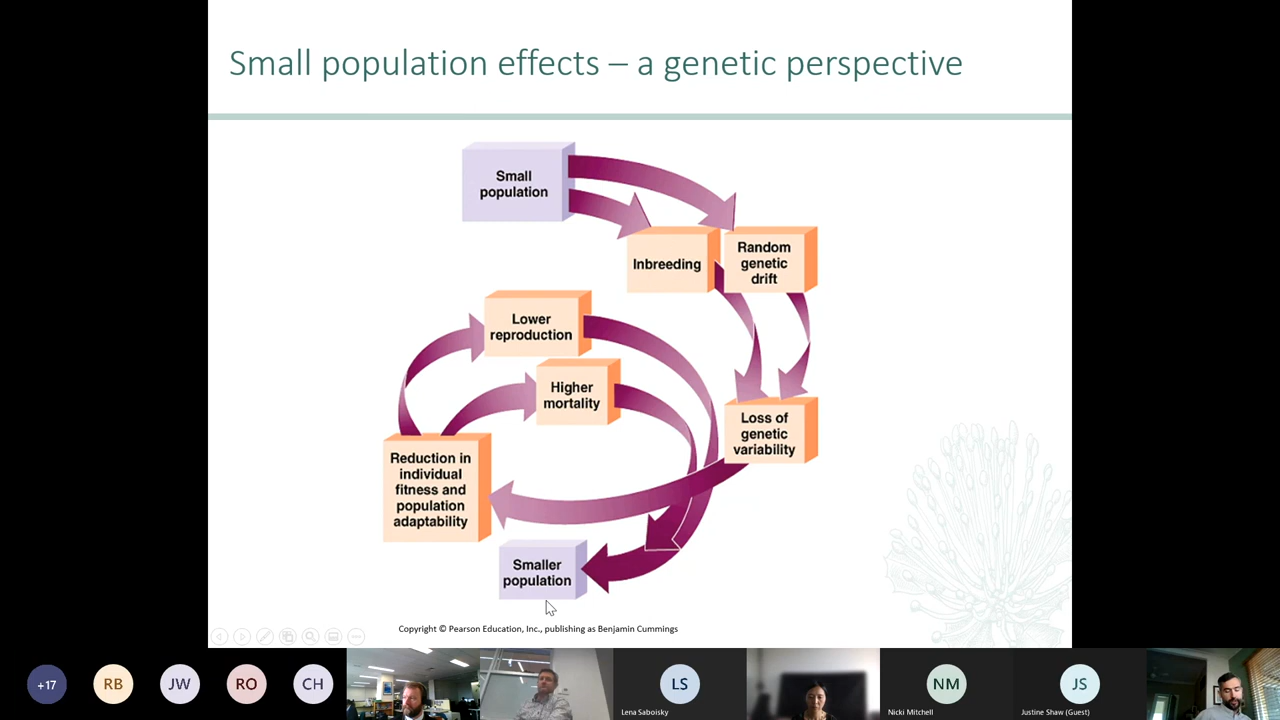 Small population effects – a genetic perspective
Small
population
Inbreeding
Random
genetic
drift
Lower
reproduction
Higher
mortality
Loss of
genetic
variability
Reduction in
individual
fitness and
population
adaptability
Smaller
population
Copyright © Pearson Education, Inc., publishing as Benjamin Cummings
+17
RB
JW
RO
CH
LS
Lena Saboisky
NM
Nicki Mitchell
JS
Justine Shaw (Guest)